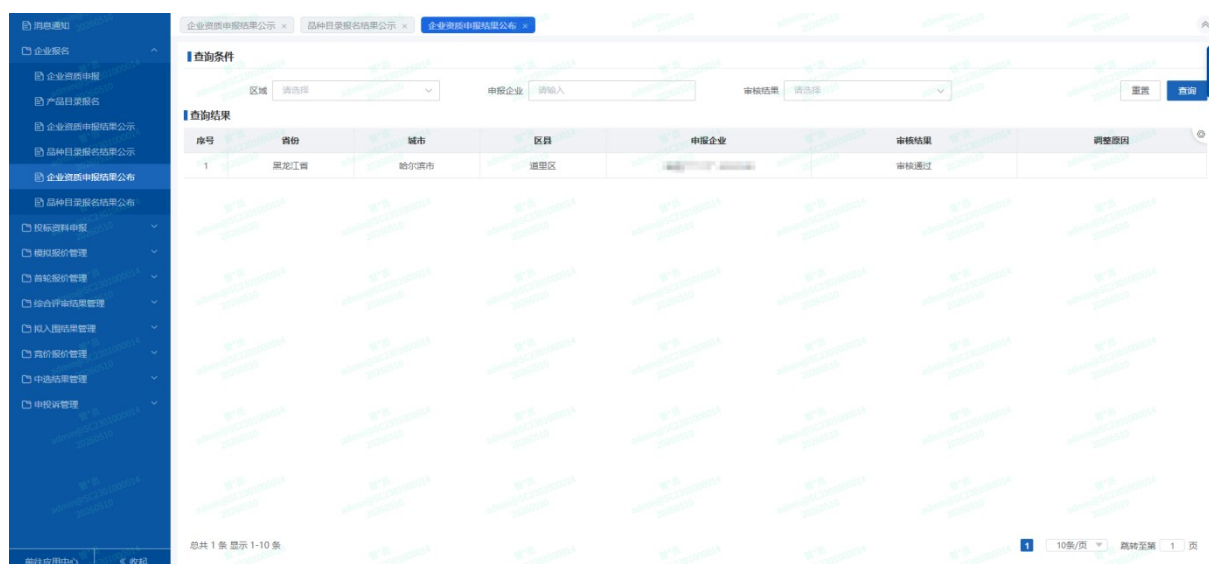 消息通知
企业报名
企业资质申报
产品目录报名
企业资质申报结果公示
品种目录报名结果公示
企业资质申报结果公布
品种目录报名结果公布
投标资料申报
模拟报价管理
首轮报价管理
综合评审结果管理
拟入围结果管理
竞价报价管理
中选结果管理
申投诉管理
前往应用中心 收起
企业资质申报结果公示 × 品种目录报名结果公示 × 企业资质申报结果公布 ×
查询条件
区域 请选择 申报企业 请输入 审核结果 请选择 重置 查询
查询结果
序号 省份 城市 区县 申报企业 审核结果 调整原因
1 黑龙江省 哈尔滨市 道里区 审核通过
总共 1 条 显示 1-10 条 1 10条/页 跳转至第 1 页